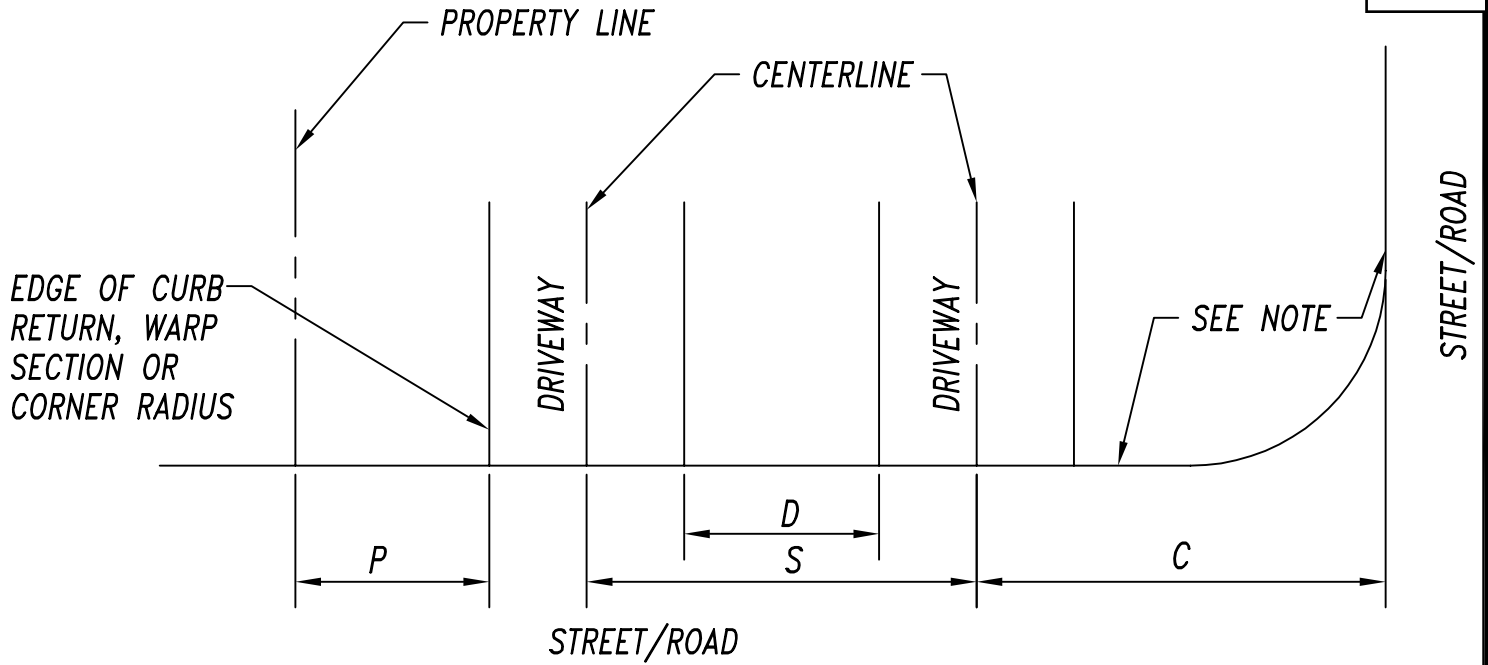 PROPERTY LINE
CENTERLINE
EDGE OF CURB
RETURN, WARP
SECTION OR
CORNER RADIUS
DRIVEWAY
DRIVEWAY
SEE NOTE
STREET/ROAD
D
P
S
C
STREET/ROAD